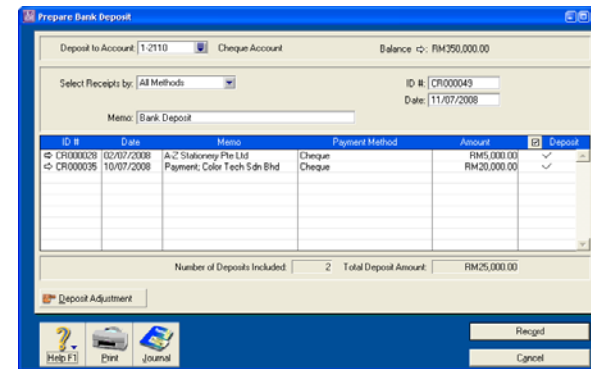 Prepare Bank Deposit
Deposit to Account: 1-2110 Cheque Account Balance ⇨: RM350,000.00
Select Receipts by: All Methods ID #: CR000049
Date: 11/07/2008
Memo: Bank Deposit
ID # Date Memo Payment Method Amount Deposit
CR000028 02/07/2008 A-Z Stationery Pte Ltd Cheque RM5,000.00
CR000035 10/07/2008 Payment; Color Tech Sdn Bhd Cheque RM20,000.00
Number of Deposits Included: 2 Total Deposit Amount: RM25,000.00
Deposit Adjustment
Record
Help F1 Print Journal
Cancel